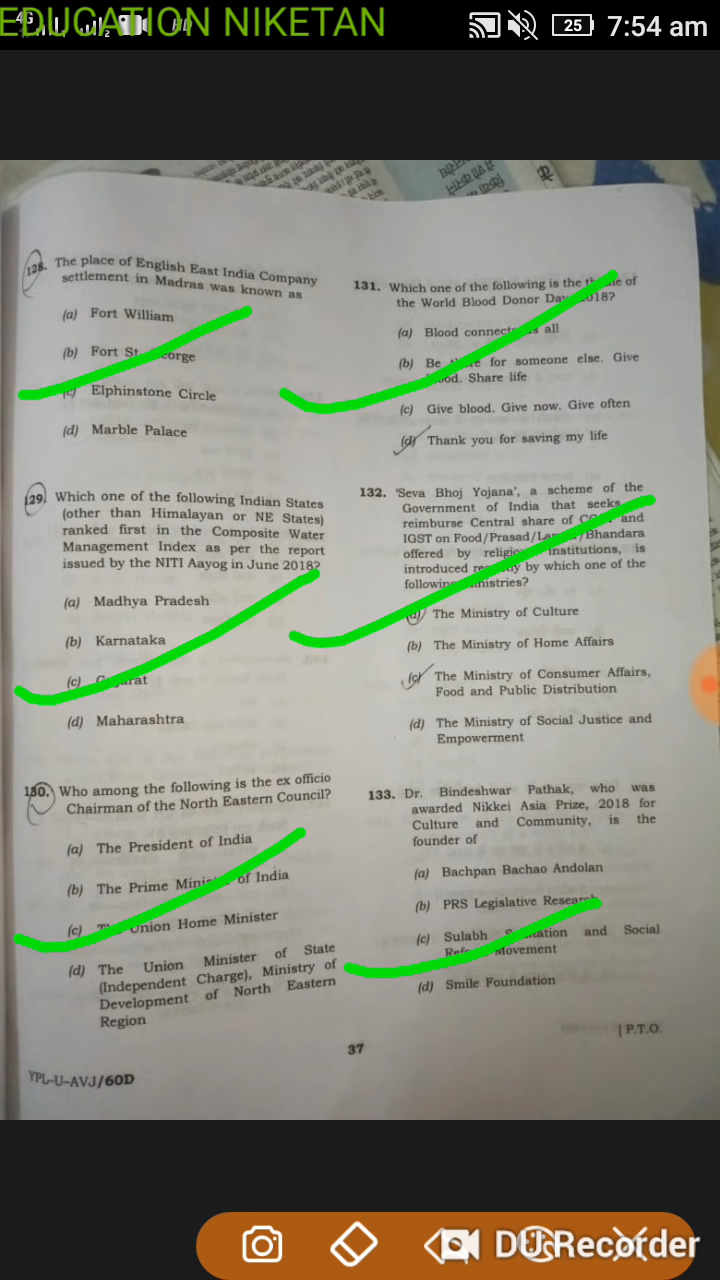 EDUCATION NIKETAN
4G
HD
25 7:54 am
128. The place of English East India Company
settlement in Madras was known as
(a) Fort William
(b) Fort St. George
(c) Elphinstone Circle
(d) Marble Palace
129. Which one of the following Indian States
(other than Himalayan or NE States)
ranked first in the Composite Water
Management Index as per the report
issued by the NITI Aayog in June 2018?
(a) Madhya Pradesh
(b) Karnataka
(c) Gujarat
(d) Maharashtra
130. Who among the following is the ex officio
Chairman of the North Eastern Council?
(a) The President of India
(b) The Prime Minister of India
(c) The Union Home Minister
(d) The Union Minister of State
(Independent Charge), Ministry of
Development of North Eastern
Region
131. Which one of the following is the theme of
the World Blood Donor Day 2018?
(a) Blood connects us all
(b) Be there for someone else. Give
blood. Share life
(c) Give blood. Give now. Give often
(d) Thank you for saving my life
132. 'Seva Bhoj Yojana', a scheme of the
Government of India that seeks
reimburse Central share of CGST and
IGST on Food/Prasad/Langar/Bhandara
offered by religious institutions, is
introduced recently by which one of the
following Ministries?
(a) The Ministry of Culture
(b) The Ministry of Home Affairs
(c) The Ministry of Consumer Affairs,
Food and Public Distribution
(d) The Ministry of Social Justice and
Empowerment
133. Dr. Bindeshwar Pathak, who was
awarded Nikkei Asia Prize, 2018 for
Culture and Community, is the
founder of
(a) Bachpan Bachao Andolan
(b) PRS Legislative Research
(c) Sulabh Sanitation and Social
Reform Movement
(d) Smile Foundation
37
[ P.T.O.
YPL-U-AVJ/60D
DU Recorder